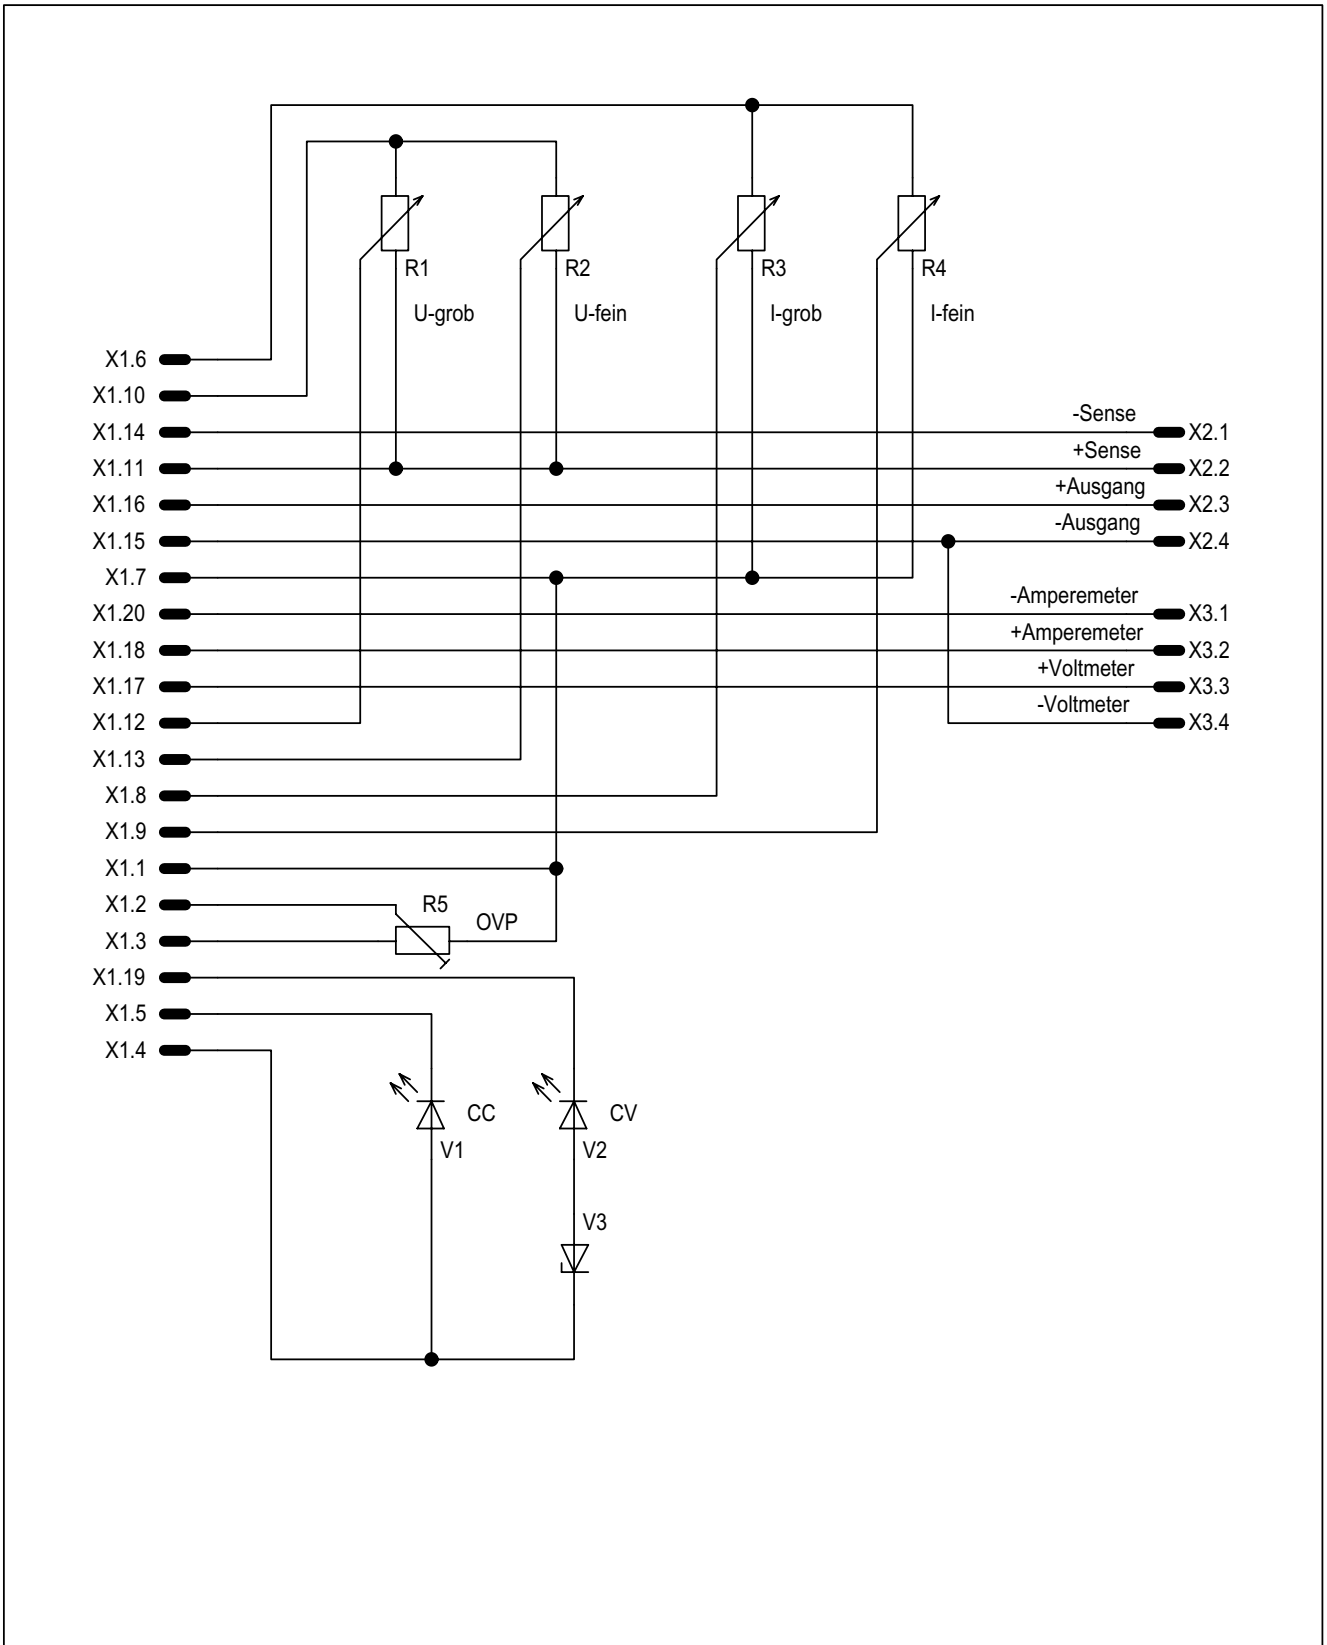 R1
R2
R3
R4
U-grob
U-fein
I-grob
I-fein
X1.6
X1.10
X1.14
-Sense
X2.1
X1.11
+Sense
X2.2
X1.16
+Ausgang
X2.3
X1.15
-Ausgang
X2.4
X1.7
X1.20
-Amperemeter
X3.1
X1.18
+Amperemeter
X3.2
X1.17
+Voltmeter
X3.3
X1.12
-Voltmeter
X3.4
X1.13
X1.8
X1.9
X1.1
X1.2
R5
OVP
X1.3
X1.19
X1.5
X1.4
CC
CV
V1
V2
V3